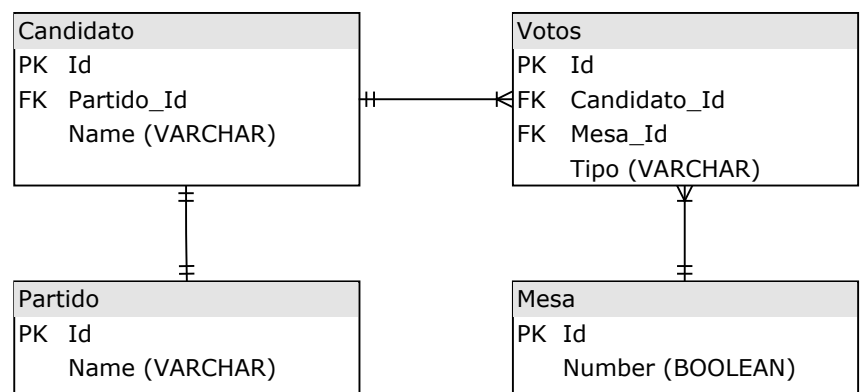 Candidato
PK Id
FK Partido_Id
Name (VARCHAR)
Votos
PK Id
FK Candidato_Id
FK Mesa_Id
Tipo (VARCHAR)
Partido
PK Id
Name (VARCHAR)
Mesa
PK Id
Number (BOOLEAN)